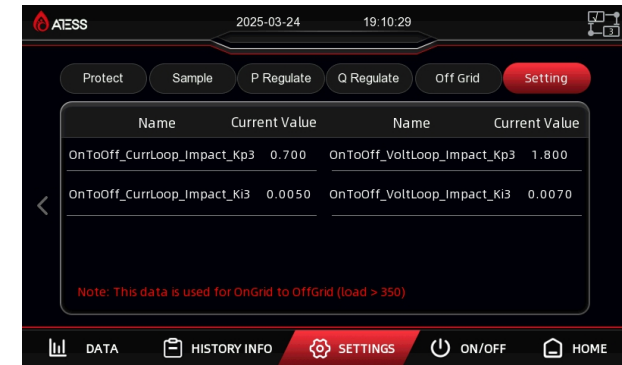 ATESS 2025-03-24 19:10:29
3
Protect Sample P Regulate Q Regulate Off Grid Setting
Name Current Value Name Current Value
OnToOff_CurrLoop_Impact_Kp3 0.700 OnToOff_VoltLoop_Impact_Kp3 1.800
OnToOff_CurrLoop_Impact_Ki3 0.0050 OnToOff_VoltLoop_Impact_Ki3 0.0070
Note: This data is used for OnGrid to OffGrid (load > 350)
DATA HISTORY INFO SETTINGS ON/OFF HOME